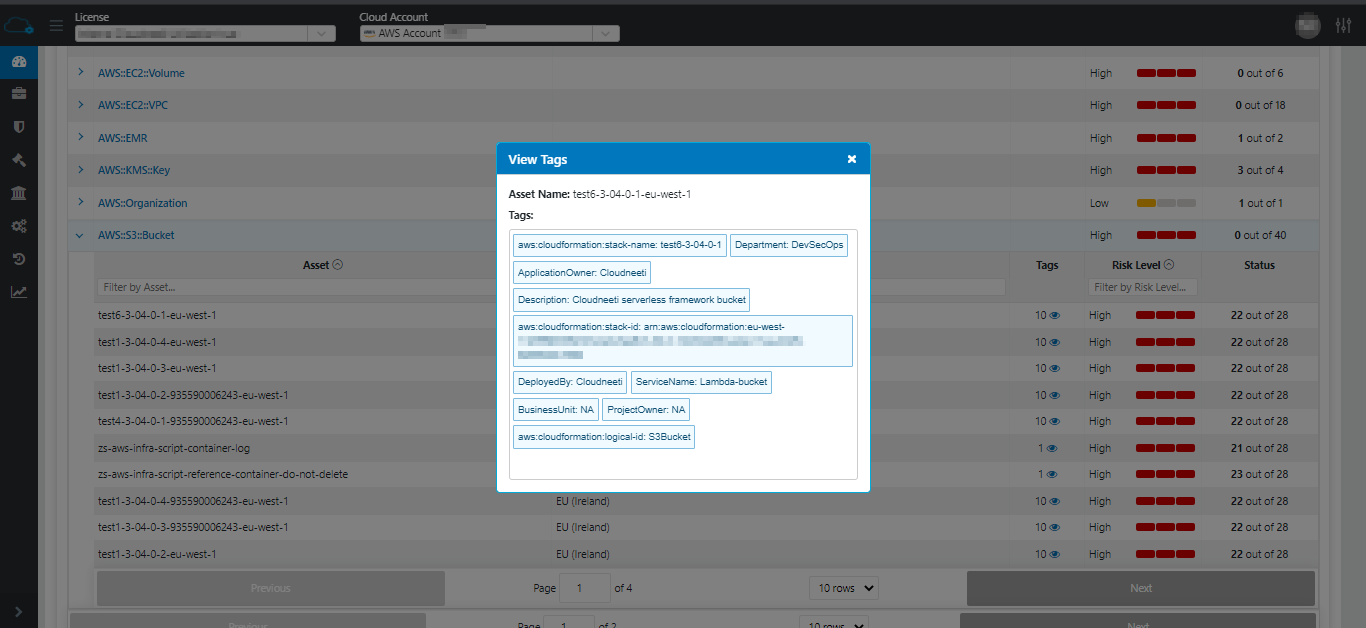 License
Cloud Account
AWS Account
AWS::EC2::Volume High 0 out of 6
AWS::EC2::VPC High 0 out of 18
AWS::EMR High 1 out of 2
AWS::KMS::Key High 3 out of 4
AWS::Organization Low 1 out of 1
AWS::S3::Bucket High 0 out of 40
Asset Tags Risk Level Status
Filter by Asset... Filter by Risk Level...
test6-3-04-0-1-eu-west-1 10 High 22 out of 28
test1-3-04-0-4-eu-west-1 10 High 22 out of 28
test1-3-04-0-3-eu-west-1 10 High 22 out of 28
test1-3-04-0-2-935590006243-eu-west-1 10 High 22 out of 28
test4-3-04-0-1-935590006243-eu-west-1 10 High 22 out of 28
zs-aws-infra-script-container-log 1 High 21 out of 28
zs-aws-infra-script-reference-container-do-not-delete 1 High 23 out of 28
test1-3-04-0-4-935590006243-eu-west-1 EU (Ireland) 10 High 22 out of 28
test1-3-04-0-3-935590006243-eu-west-1 EU (Ireland) 10 High 22 out of 28
test1-3-04-0-2-eu-west-1 EU (Ireland) 10 High 22 out of 28
Previous Page 1 of 4 10 rows Next
Previous Page 1 of 2 10 rows Next
View Tags
Asset Name: test6-3-04-0-1-eu-west-1
Tags:
aws:cloudformation:stack-name: test6-3-04-0-1 Department: DevSecOps
ApplicationOwner: Cloudneeti
Description: Cloudneeti serverless framework bucket
aws:cloudformation:stack-id: arn:aws:cloudformation:eu-west-
DeployedBy: Cloudneeti ServiceName: Lambda-bucket
BusinessUnit: NA ProjectOwner: NA
aws:cloudformation:logical-id: S3Bucket